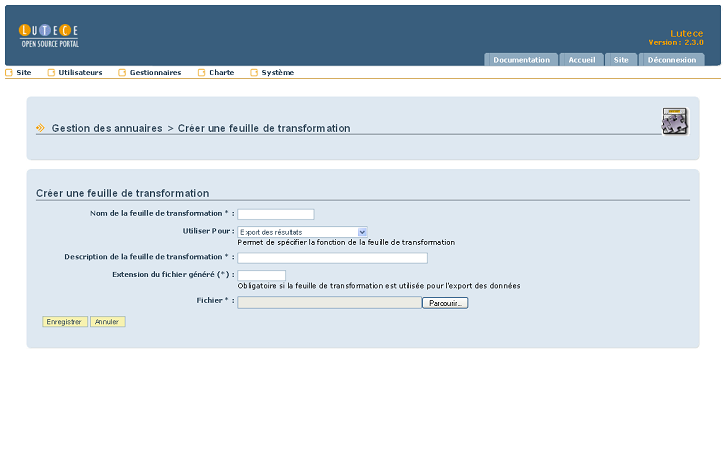 LUTECE
OPEN SOURCE PORTAL
Lutece
Version : 2.3.0
Documentation Accueil Site Déconnexion
Site Utilisateurs Gestionnaires Charte Système
Gestion des annuaires > Créer une feuille de transformation
Créer une feuille de transformation
Nom de la feuille de transformation * :
Utiliser Pour : Export des résultats
Permet de spécifier la fonction de la feuille de transformation
Description de la feuille de transformation * :
Extension du fichier généré (*) :
Obligatoire si la feuille de transformation est utilisée pour l'export des données
Fichier * : Parcourir...
Enregistrer Annuler